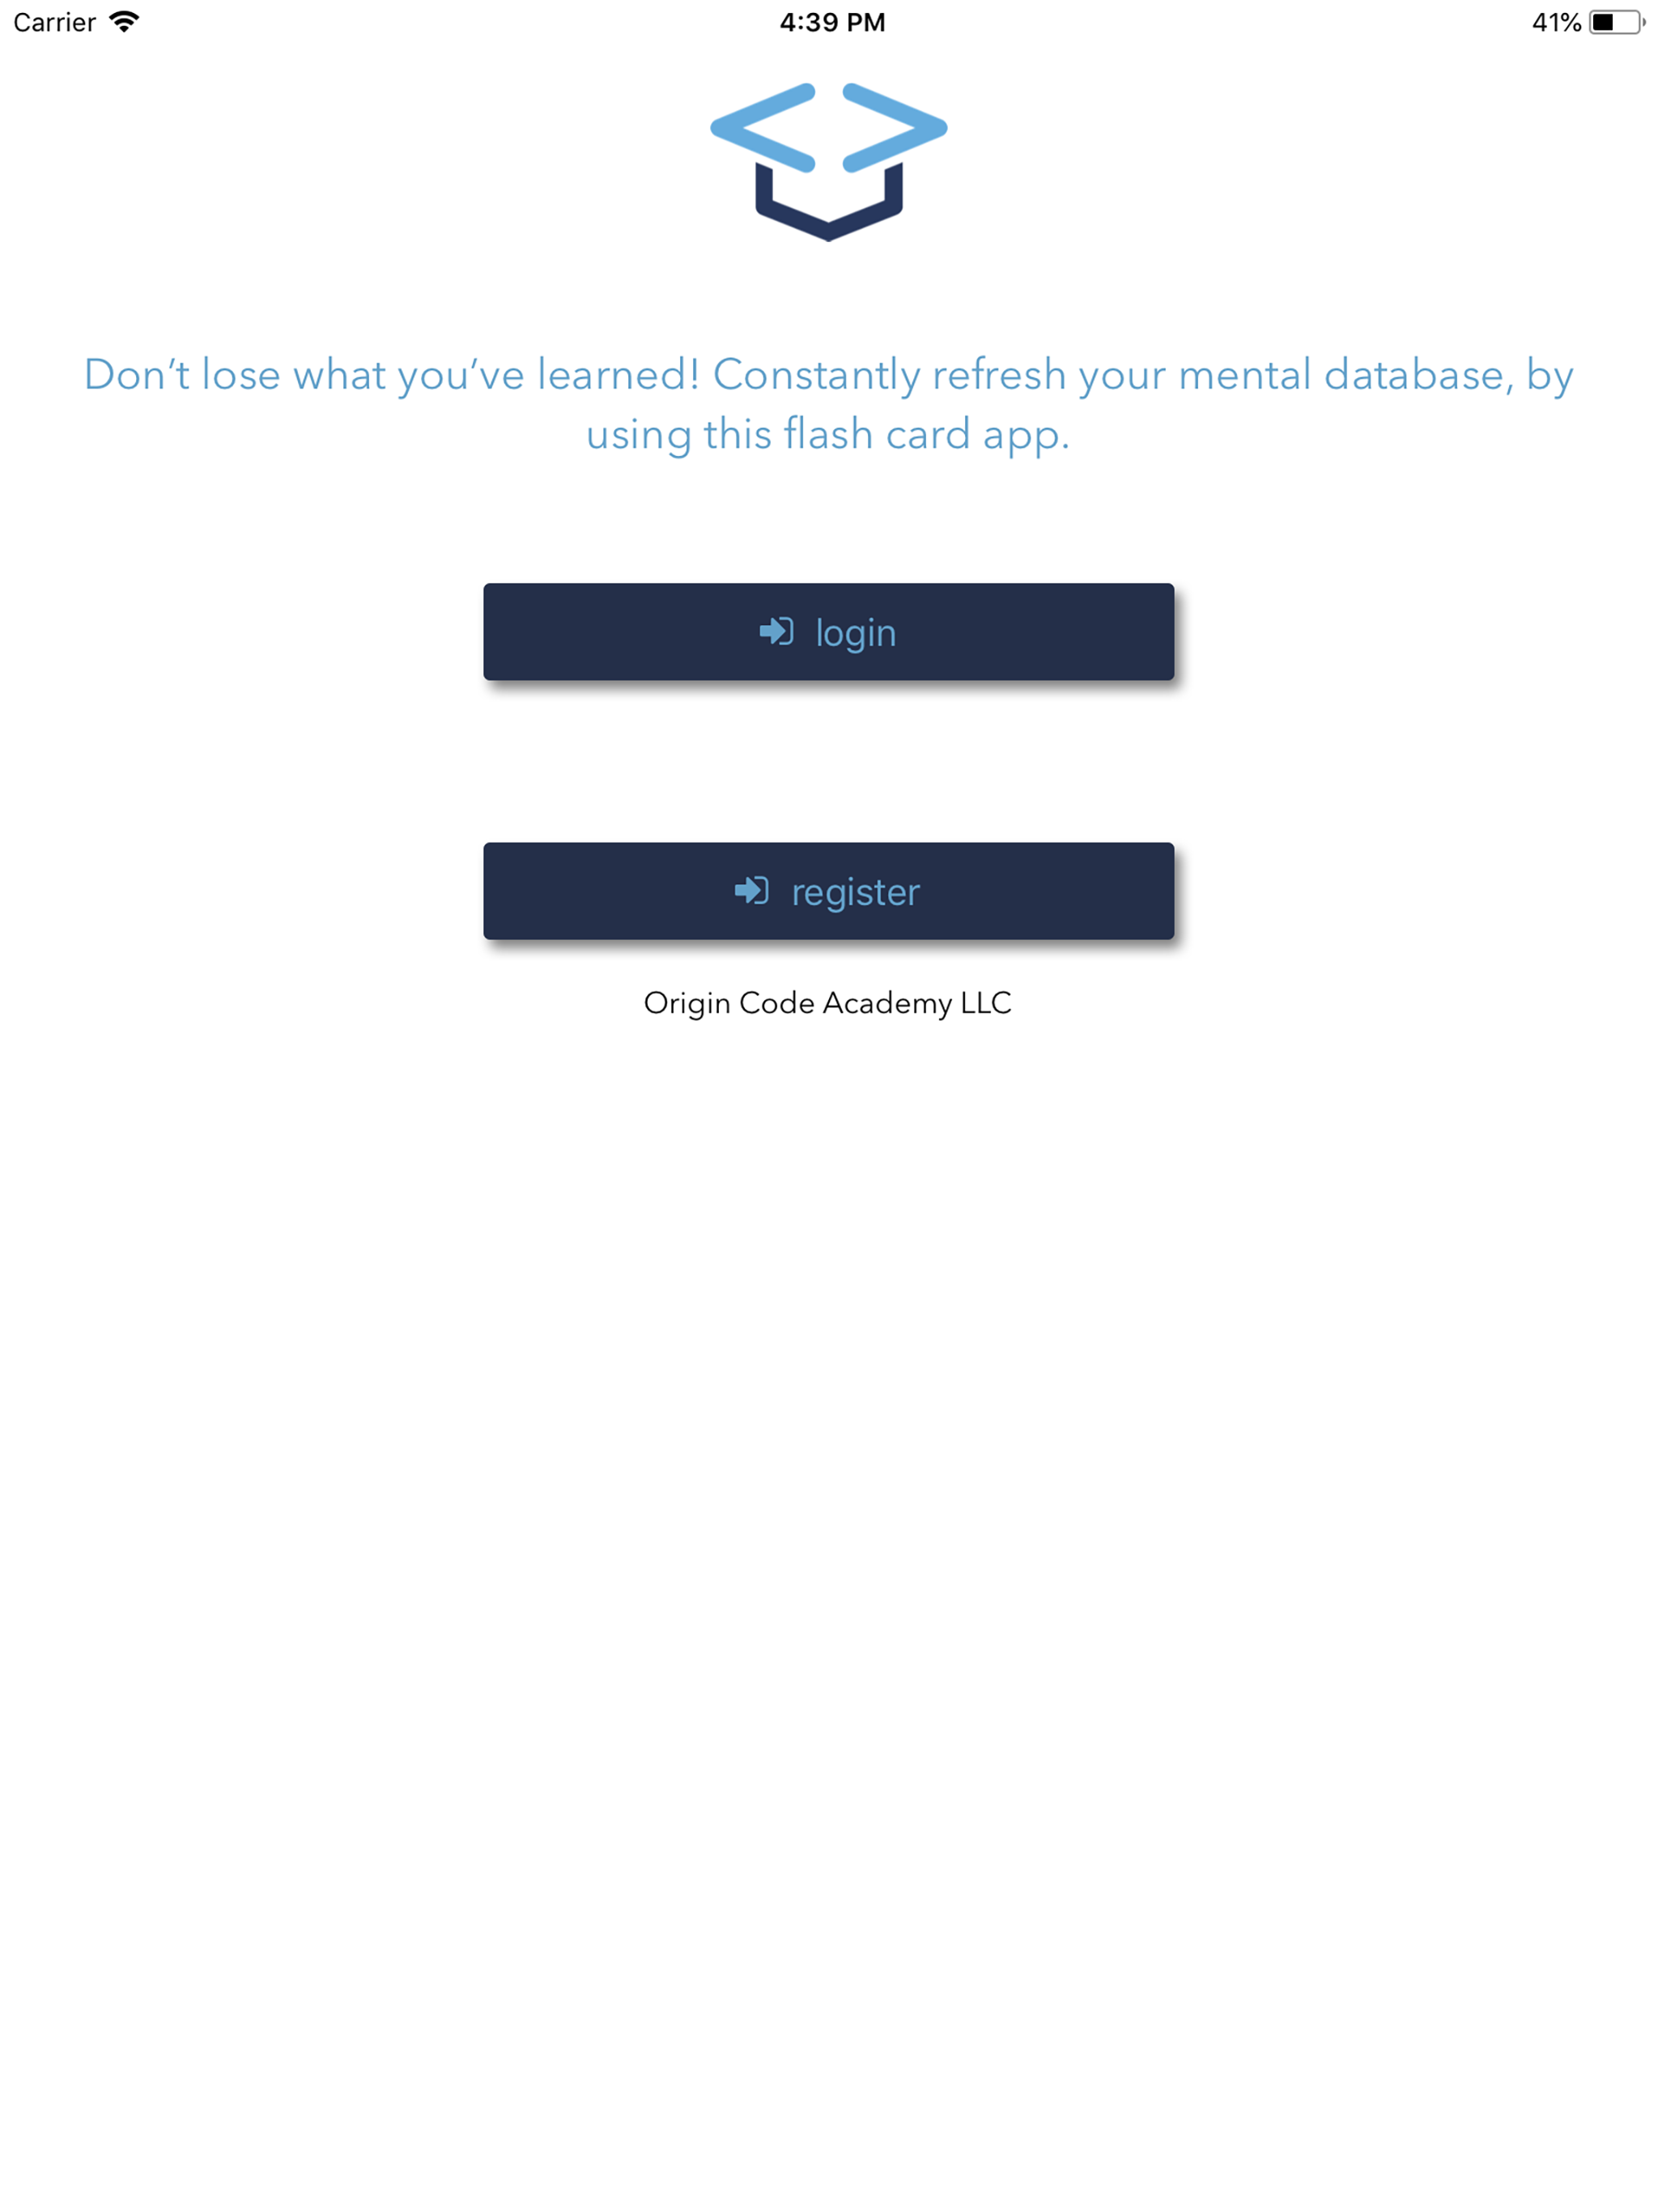 Carrier 4:39 PM 41%
Don't lose what you've learned! Constantly refresh your mental database, by
using this flash card app.
login
register
Origin Code Academy LLC